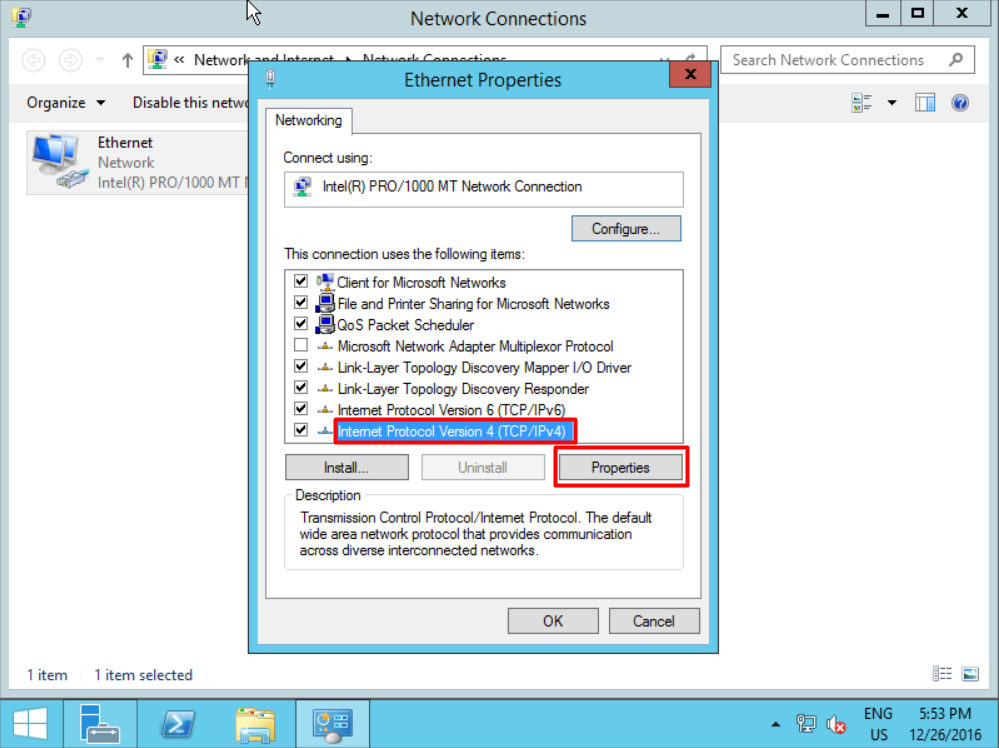 Network Connections
« Network and Internet Network Connections
Search Network Connections
Organize
Disable this netwo
Ethernet
Network
Intel(R) PRO/1000 MT
Ethernet Properties
Networking
Connect using:
Intel(R) PRO/1000 MT Network Connection
Configure...
This connection uses the following items:
Client for Microsoft Networks
File and Printer Sharing for Microsoft Networks
QoS Packet Scheduler
Microsoft Network Adapter Multiplexor Protocol
Link-Layer Topology Discovery Mapper I/O Driver
Link-Layer Topology Discovery Responder
Internet Protocol Version 6 (TCP/IPv6)
Internet Protocol Version 4 (TCP/IPv4)
Install...
Uninstall
Properties
Description
Transmission Control Protocol/Internet Protocol. The default
wide area network protocol that provides communication
across diverse interconnected networks.
OK
Cancel
1 item
1 item selected
ENG
US
5:53 PM
12/26/2016